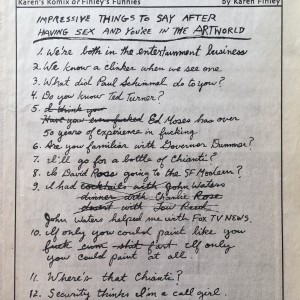 Karen's Komix or Finley's Funnies by Karen Finley
IMPRESSIVE THINGS TO SAY AFTER
HAVING SEX AND YOU'RE IN THE ARTWORLD
1. We're both in the entertainment business
2. We know a clinker when we see one
3. What did Paul Schimmel do to you?
4. Do you know Ted Turner?
5. I think you
Have you ever fucked Ed Moses has over
50 years of experience in fucking.
6. Are you familiar with Governor Dummer?
7. I'll go for a bottle of Chianti?
8. Is David Ross going to the SF Modern?
9. I had cocktails with John Waters
dinner with Charlie Rose
desert with Lou Reed
John Waters helped me with Fox TV NEWS.
10. If only you could paint like you
fuck cum shit fart If only
you could paint at all.
11. Where's that Chianti?
12. Security thinks I'm a call girl.